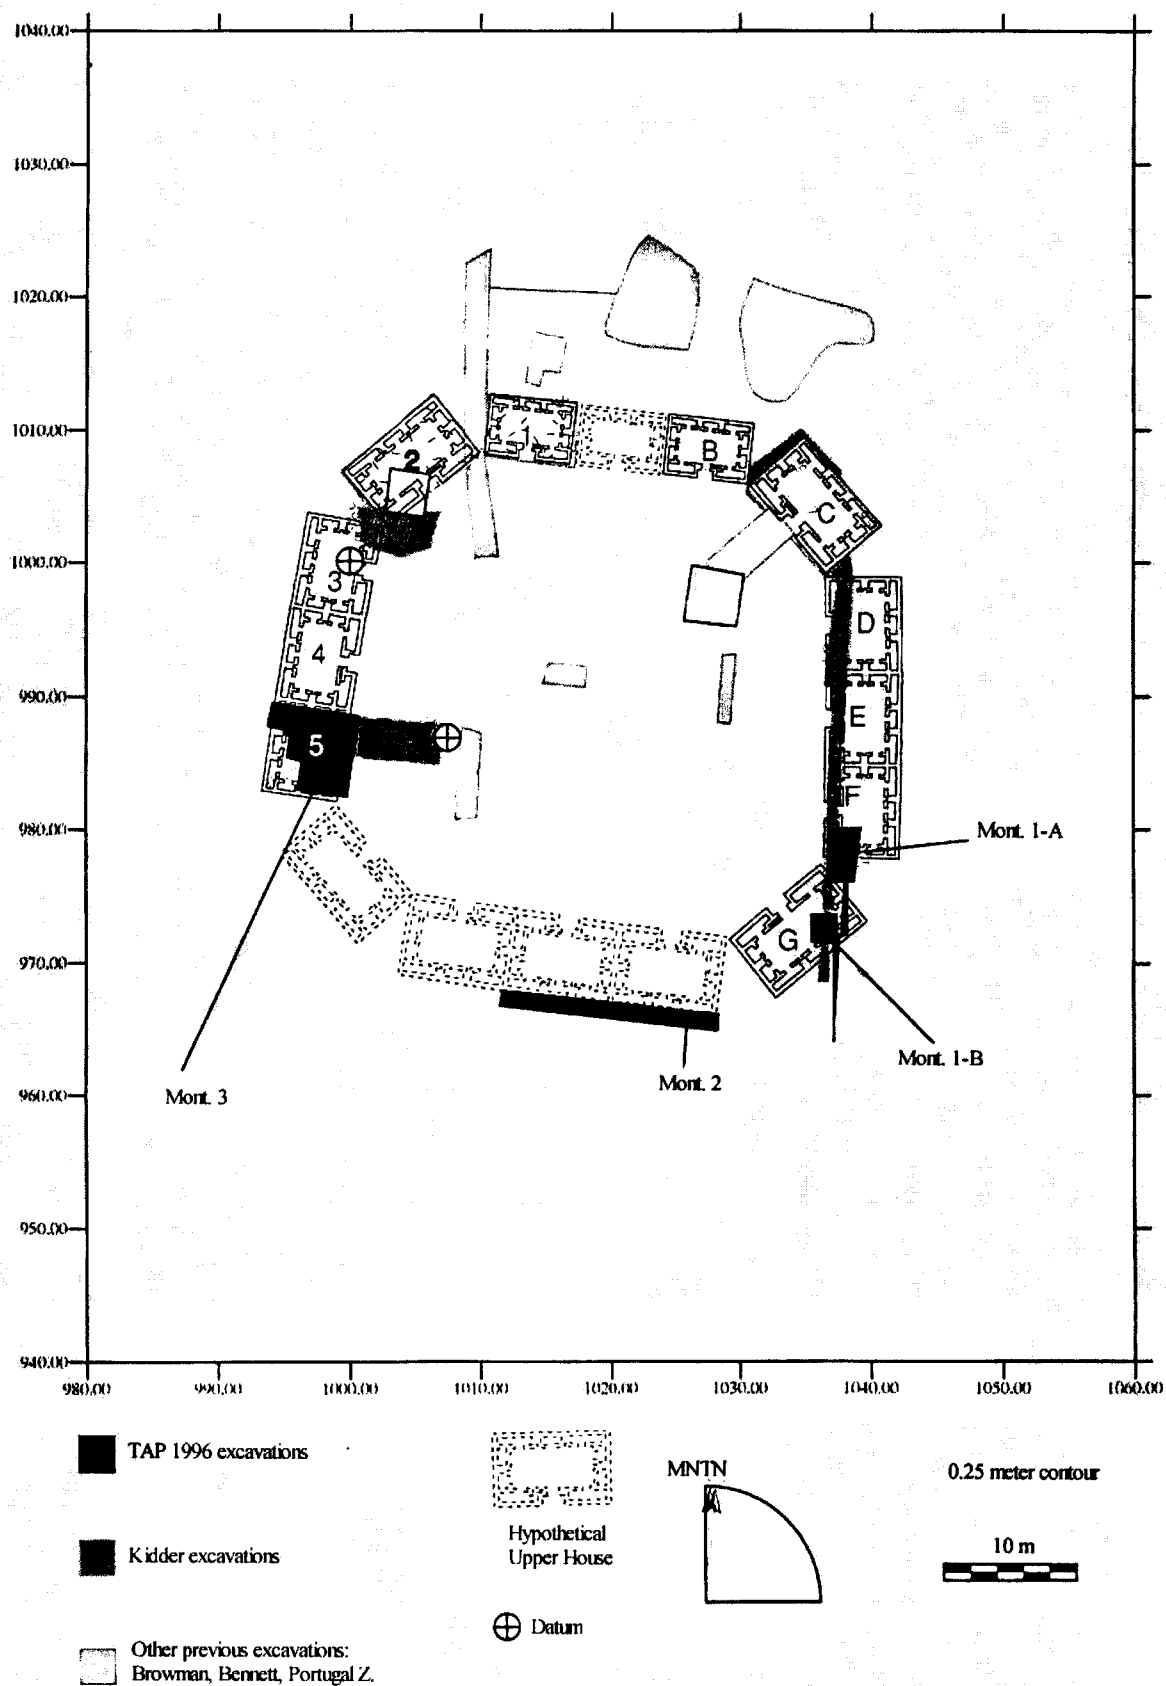 1040.00
1030.00
1020.00
1010.00
1000.00
990.00
980.00
970.00
960.00
950.00
940.00
980.00 990.00 1000.00 1010.00 1020.00 1030.00 1040.00 1050.00 1060.00
1
2
B
C
3
D
4
E
5
F
G
Mont. 1-A
Mont. 1-B
Mont. 2
Mont. 3
TAP 1996 excavations
Kidder excavations
Other previous excavations:
Browman, Bennett, Portugal Z.
Hypothetical
Upper House
Datum
MNTN
0.25 meter contour
10 m